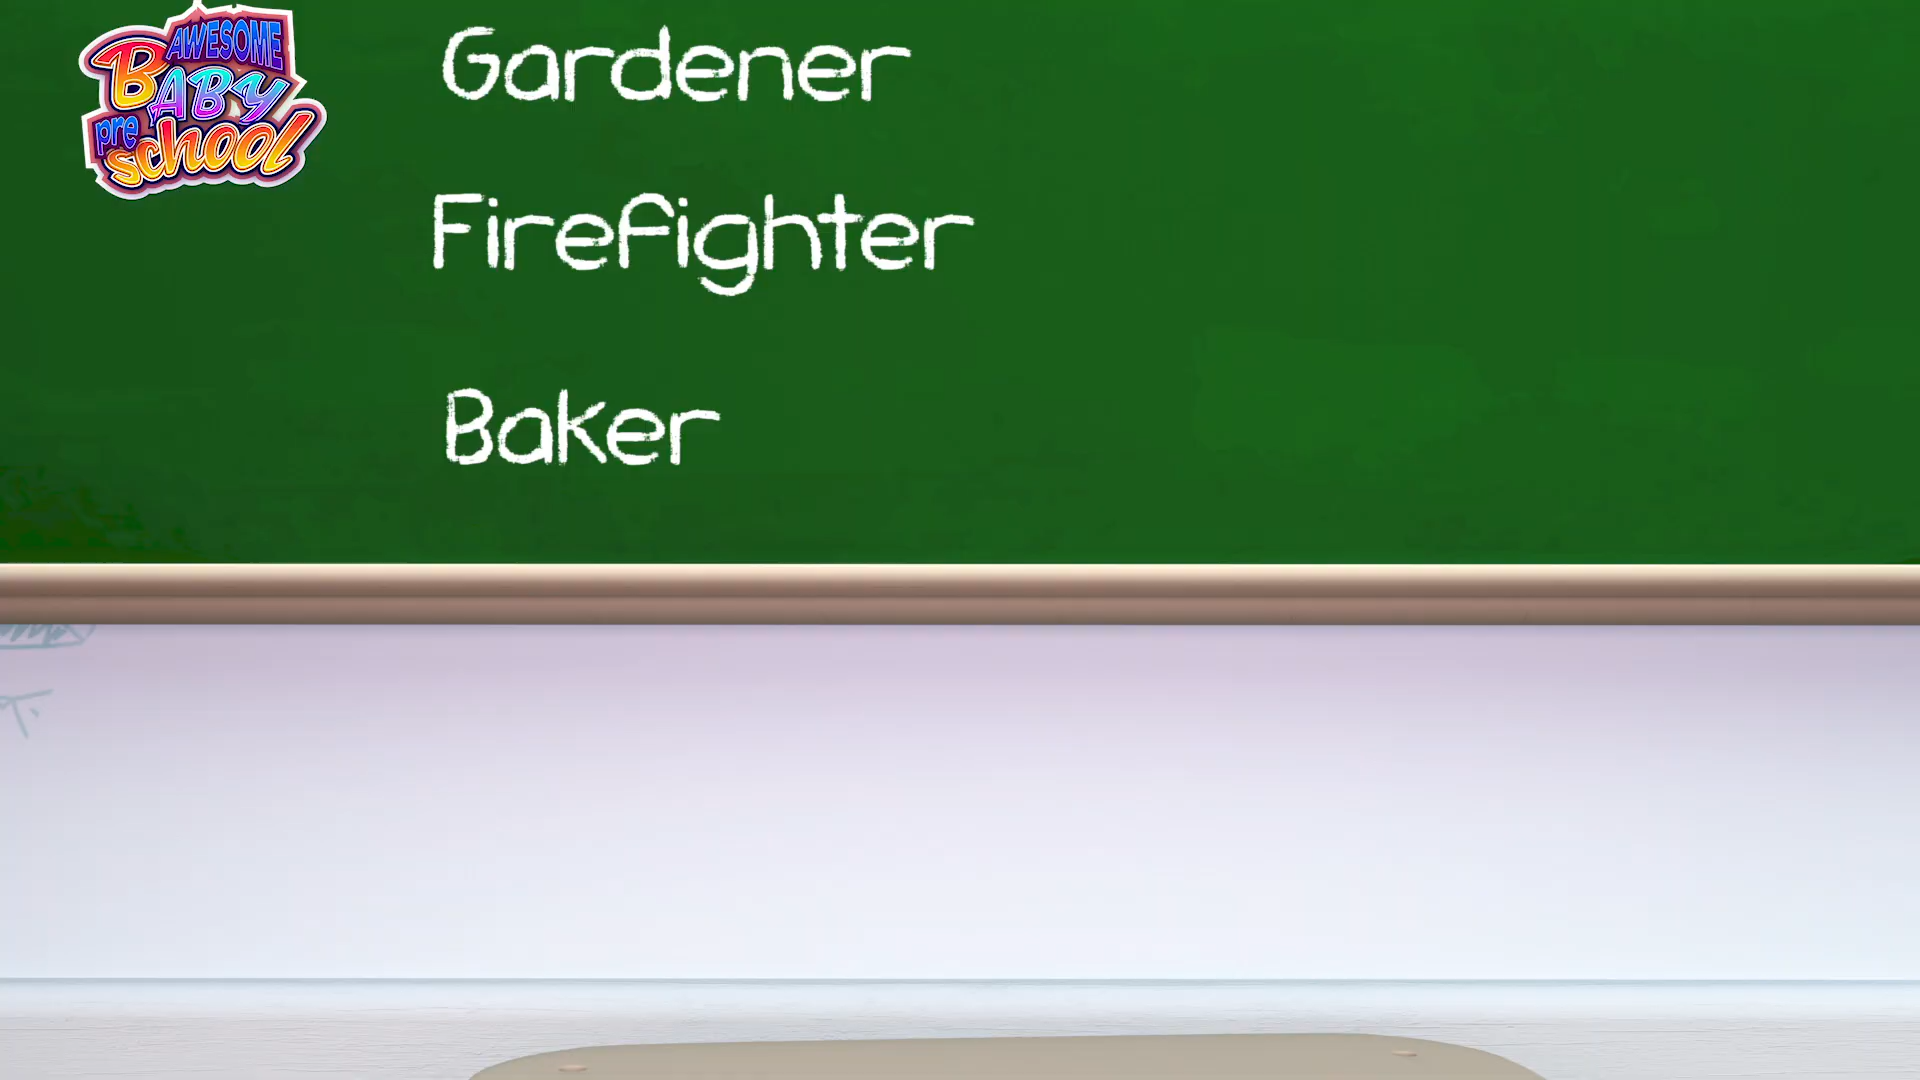 AWESOME
BABY
pre
school
Gardener
Firefighter
Baker